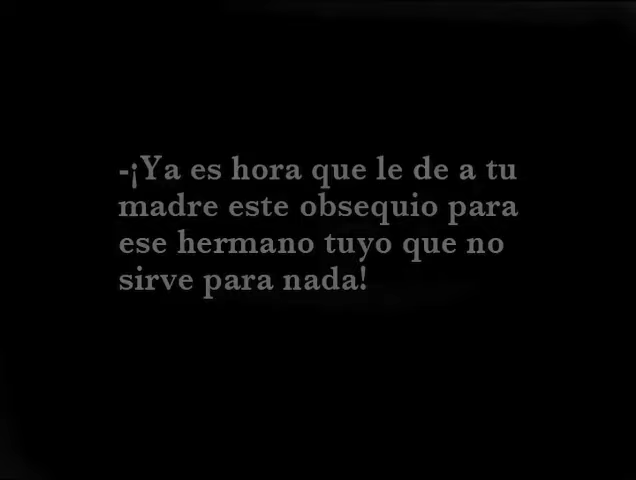 -¡Ya es hora que le de a tu
madre este obsequio para
ese hermano tuyo que no
sirve para nada!